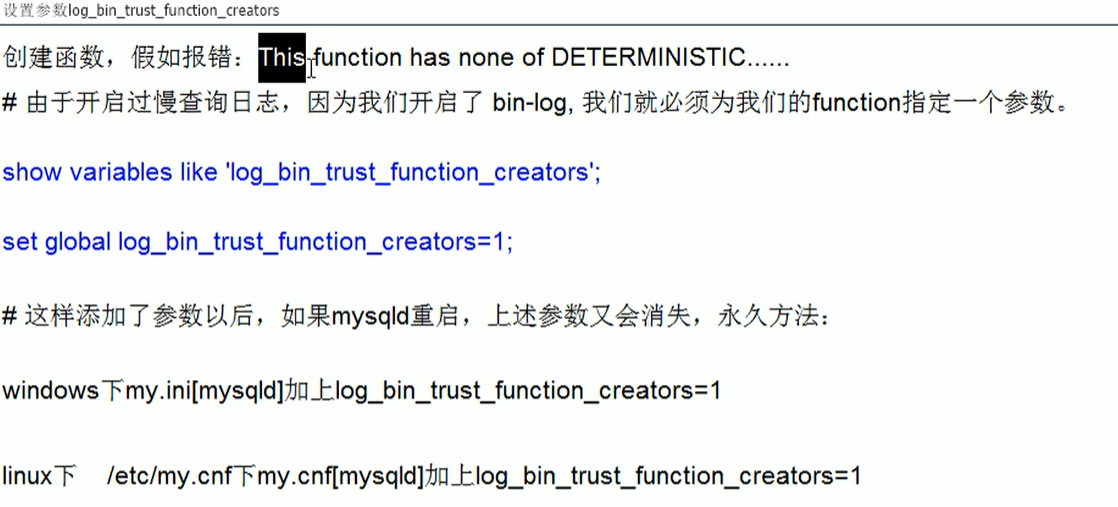 设置参数log_bin_trust_function_creators
创建函数，假如报错：This function has none of DETERMINISTIC......
# 由于开启过慢查询日志，因为我们开启了 bin-log, 我们就必须为我们的function指定一个参数。
show variables like 'log_bin_trust_function_creators';
set global log_bin_trust_function_creators=1;
# 这样添加了参数以后，如果mysqld重启，上述参数又会消失，永久方法：
windows下my.ini[mysqld]加上log_bin_trust_function_creators=1
linux下 /etc/my.cnf下my.cnf[mysqld]加上log_bin_trust_function_creators=1